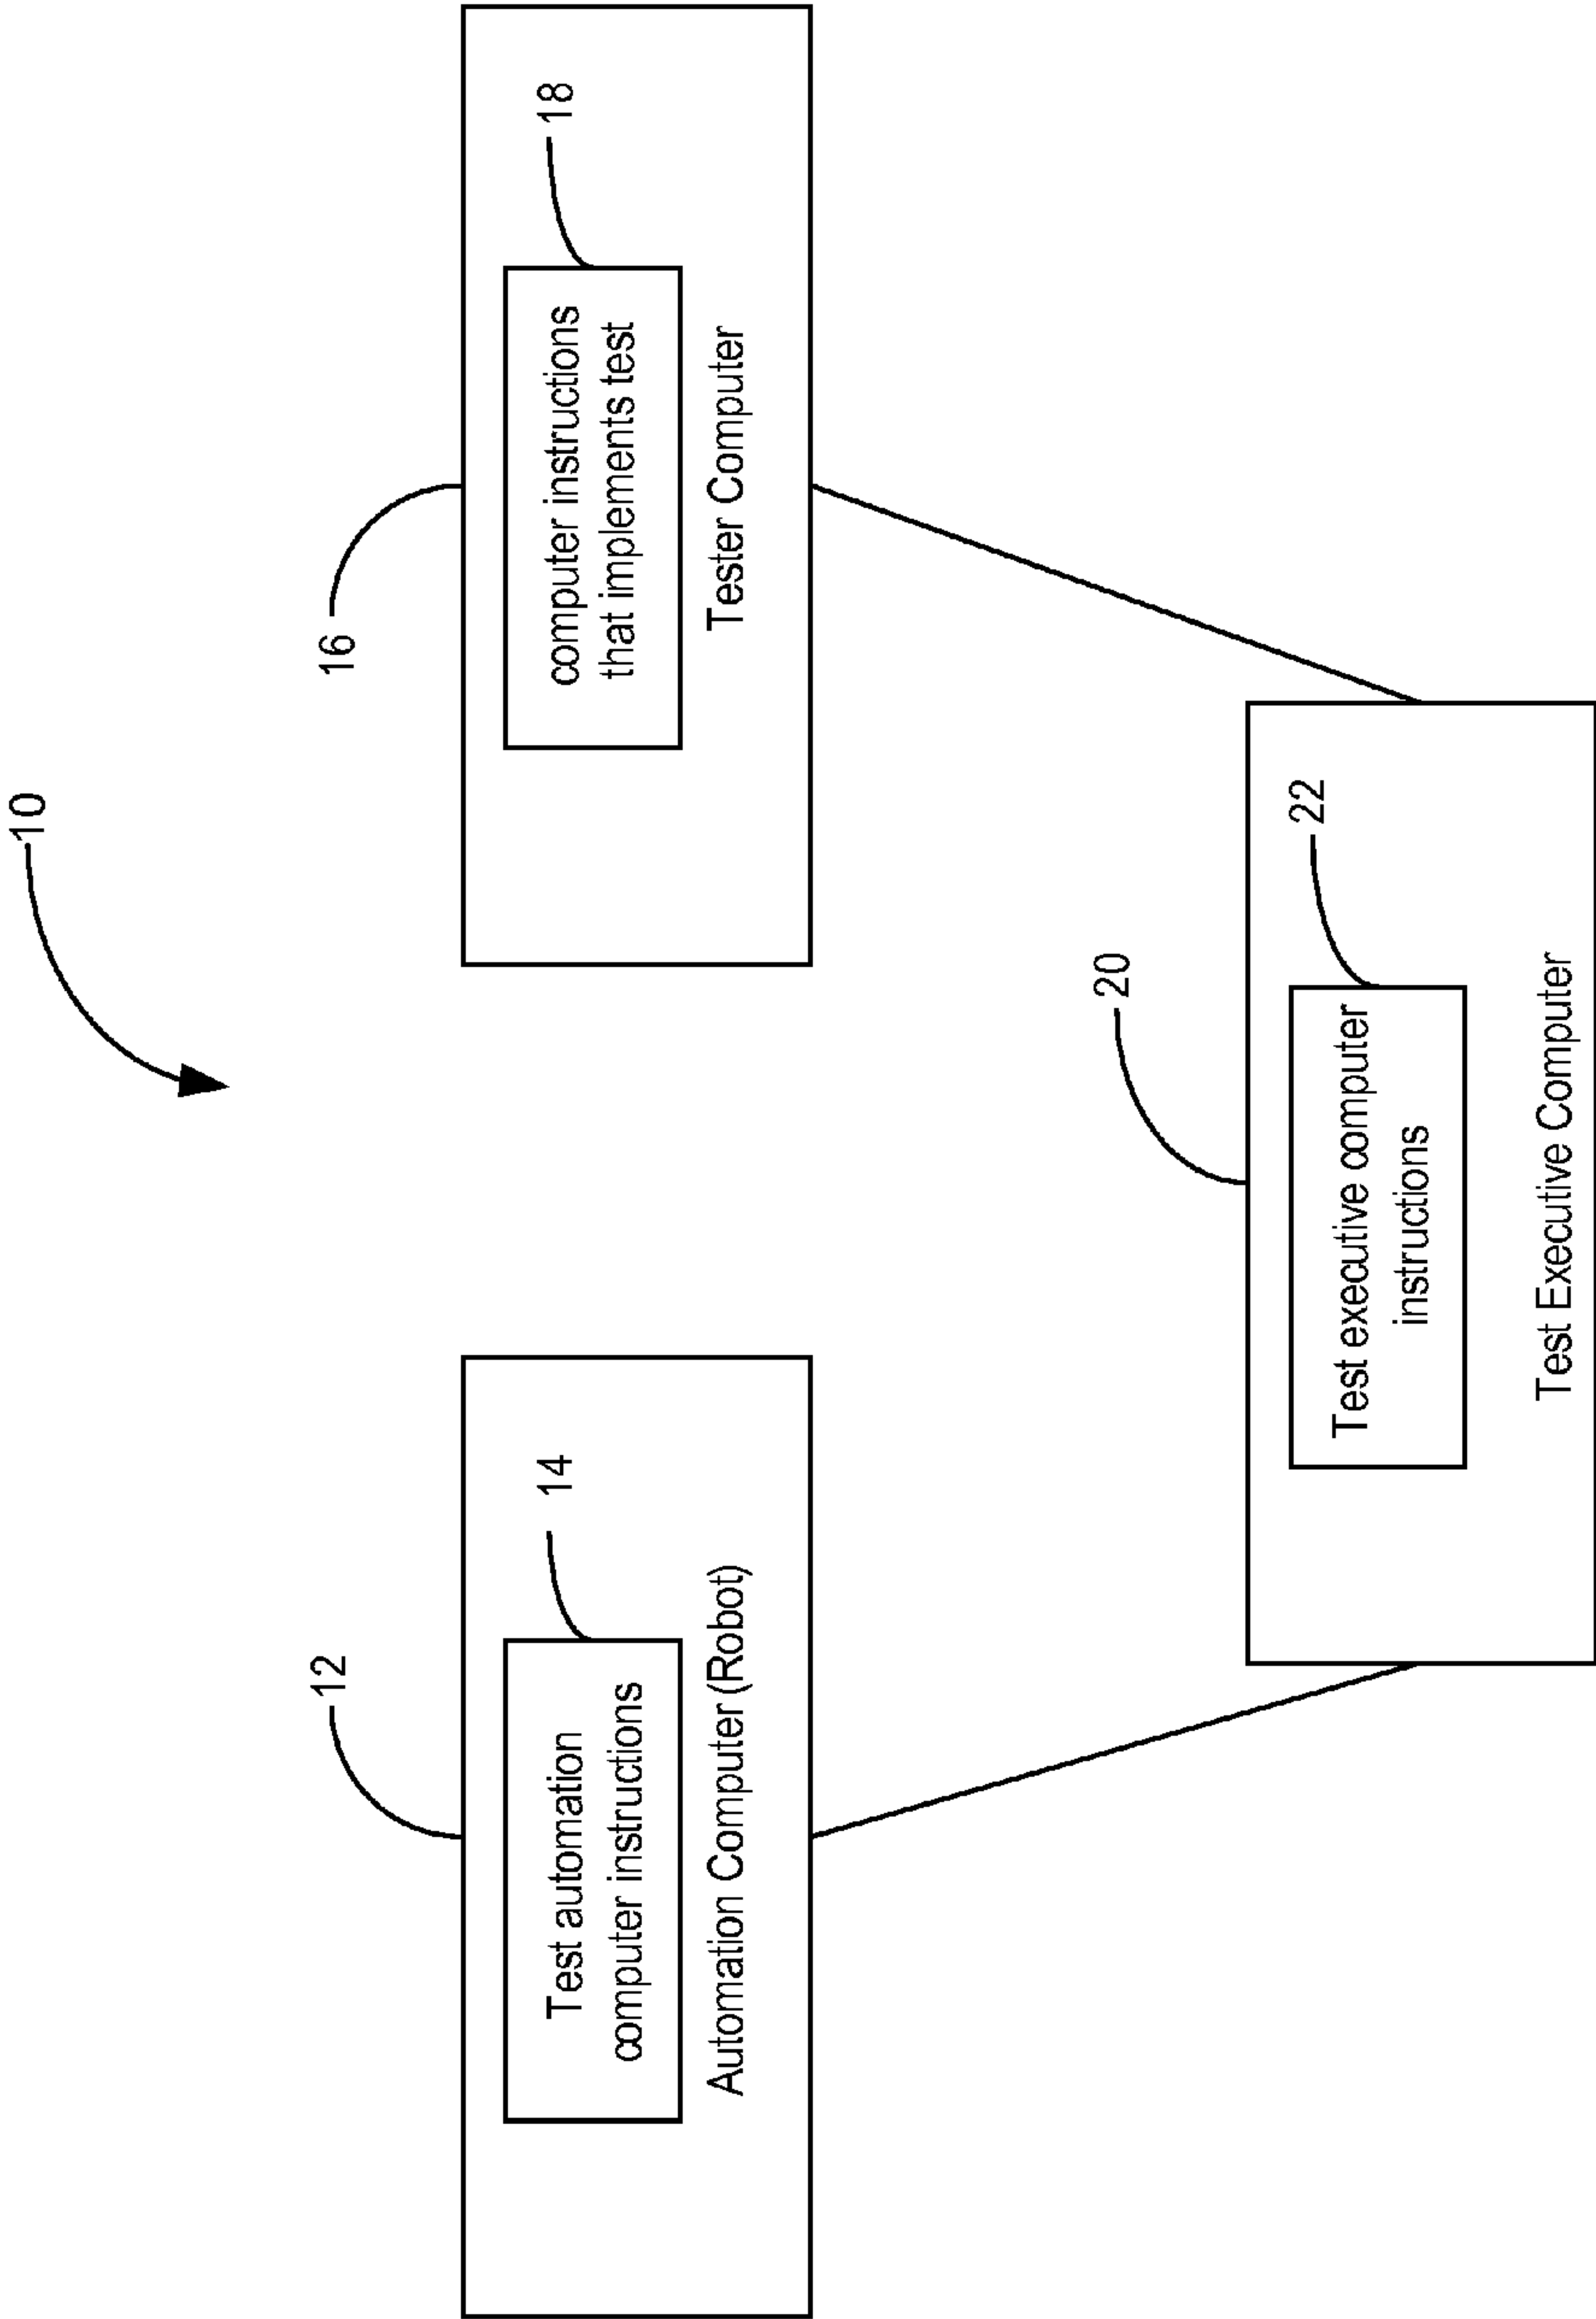 10
12
14
Test automation
computer instructions
Automation Computer (Robot)
16
18
computer instructions
that implements test
Tester Computer
20
22
Test executive computer
instructions
Test Executive Computer